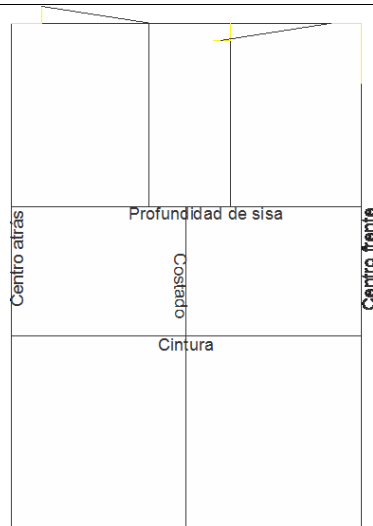 Profundidad de sisa
Centro atrás
Costado
Centro frente
Cintura